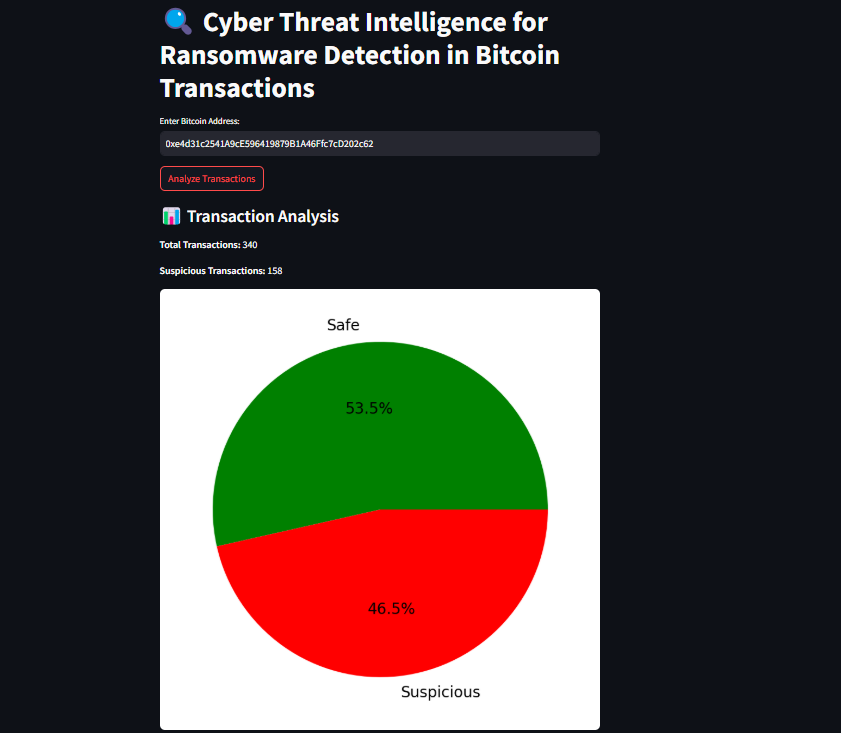 Cyber Threat Intelligence for
Ransomware Detection in Bitcoin
Transactions
Enter Bitcoin Address:
0xe4d31c2541A9cE596419879B1A46Ffc7cD202c62
Analyze Transactions
Transaction Analysis
Total Transactions: 340
Suspicious Transactions: 158
Safe
53.5%
46.5%
Suspicious